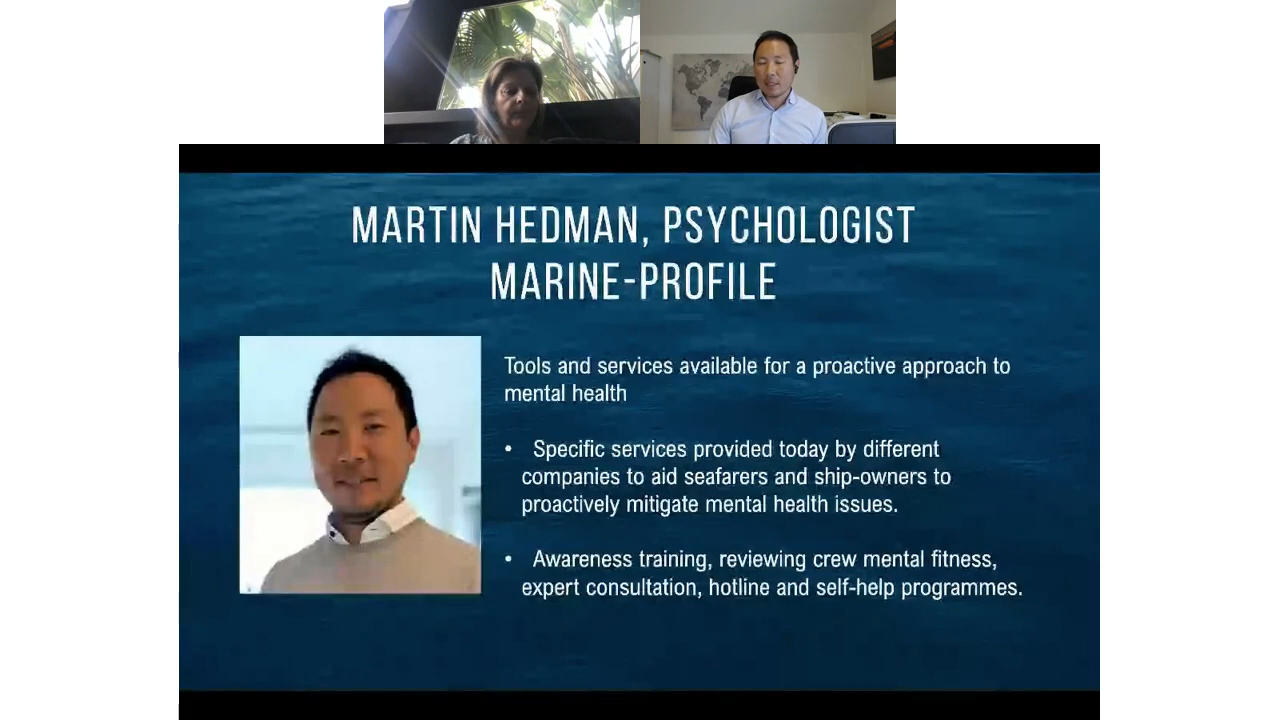 MARTIN HEDMAN, PSYCHOLOGIST
MARINE-PROFILE
Tools and services available for a proactive approach to
mental health
• Specific services provided today by different
companies to aid seafarers and ship-owners to
proactively mitigate mental health issues.
• Awareness training, reviewing crew mental fitness,
expert consultation, hotline and self-help programmes.